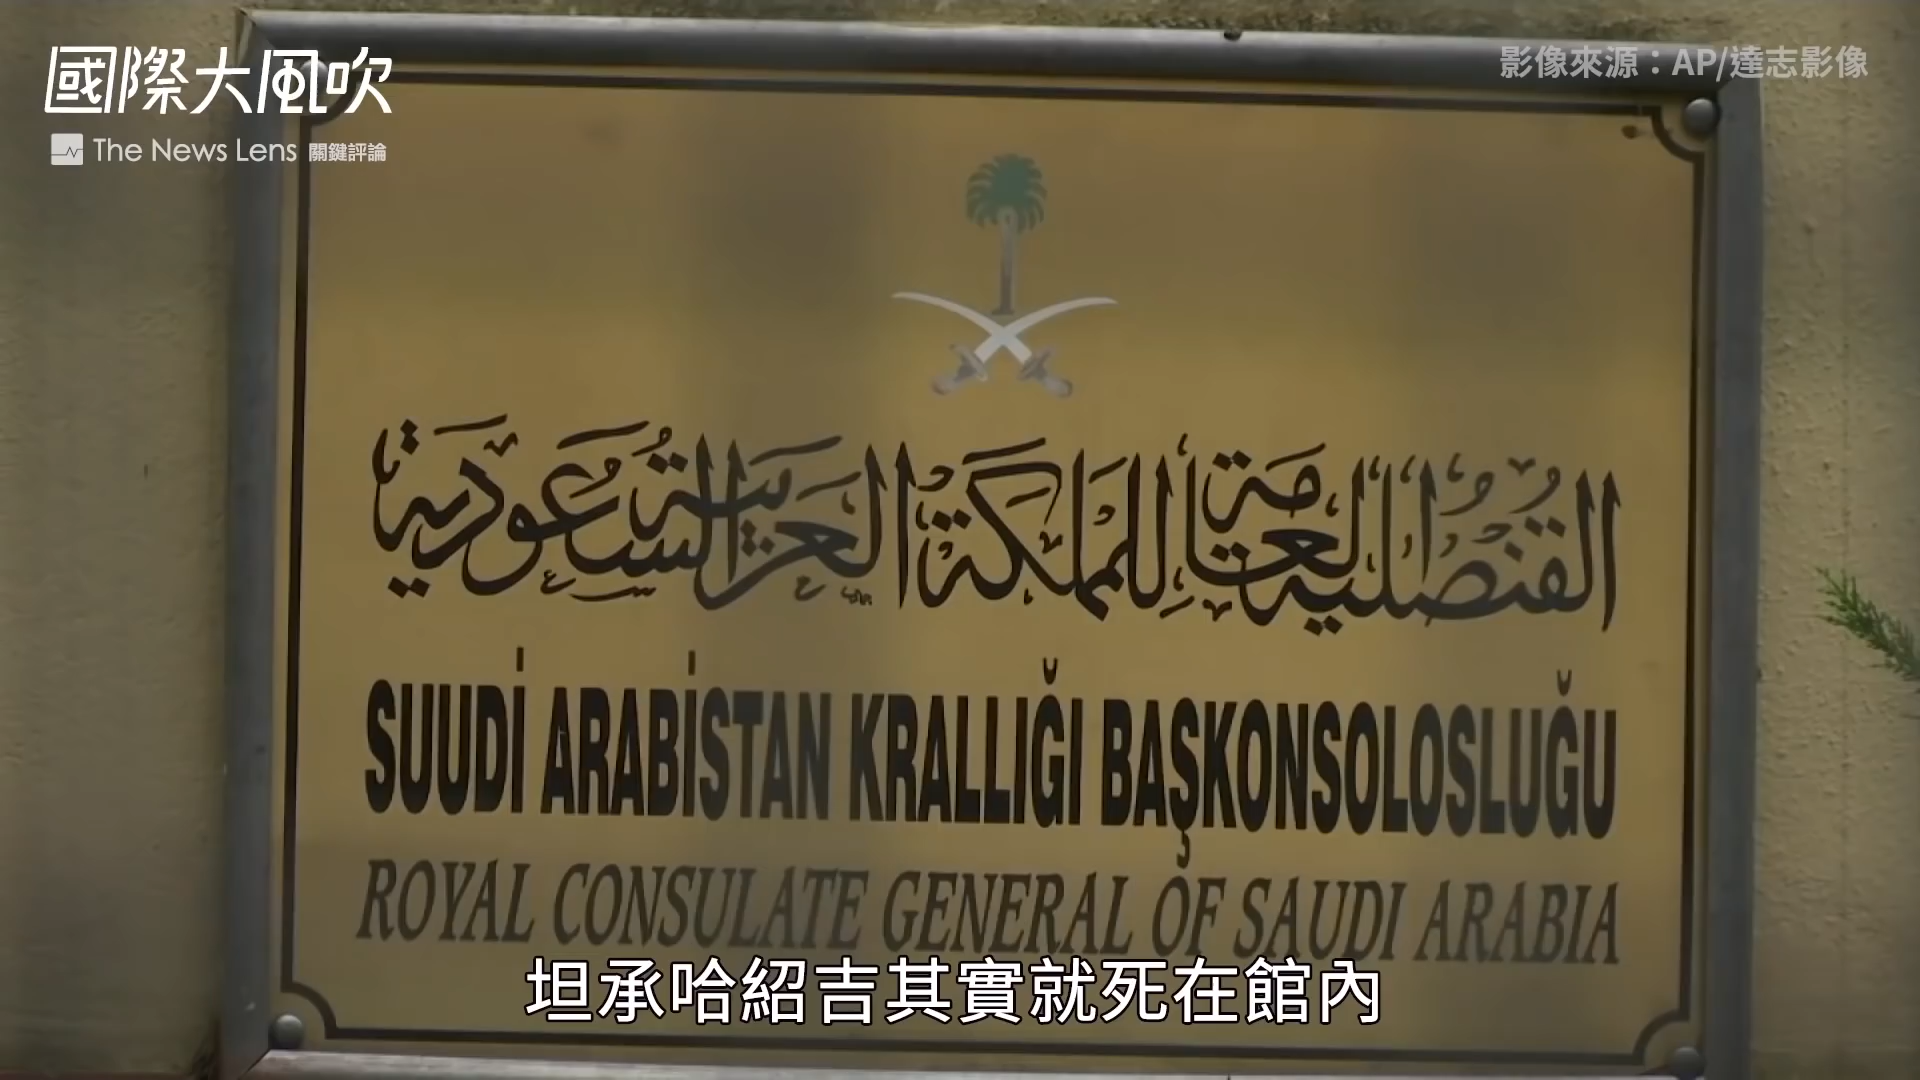 國際大風吹
The News Lens 關鍵評論
影像來源：AP/達志影像
القنصلية العامة للمملكة العربية السعودية
SUUDİ ARABİSTAN KRALLIĞI BAŞKONSOLOSLUĞU
ROYAL CONSULATE GENERAL OF SAUDI ARABIA
坦承哈紹吉其實就死在館內